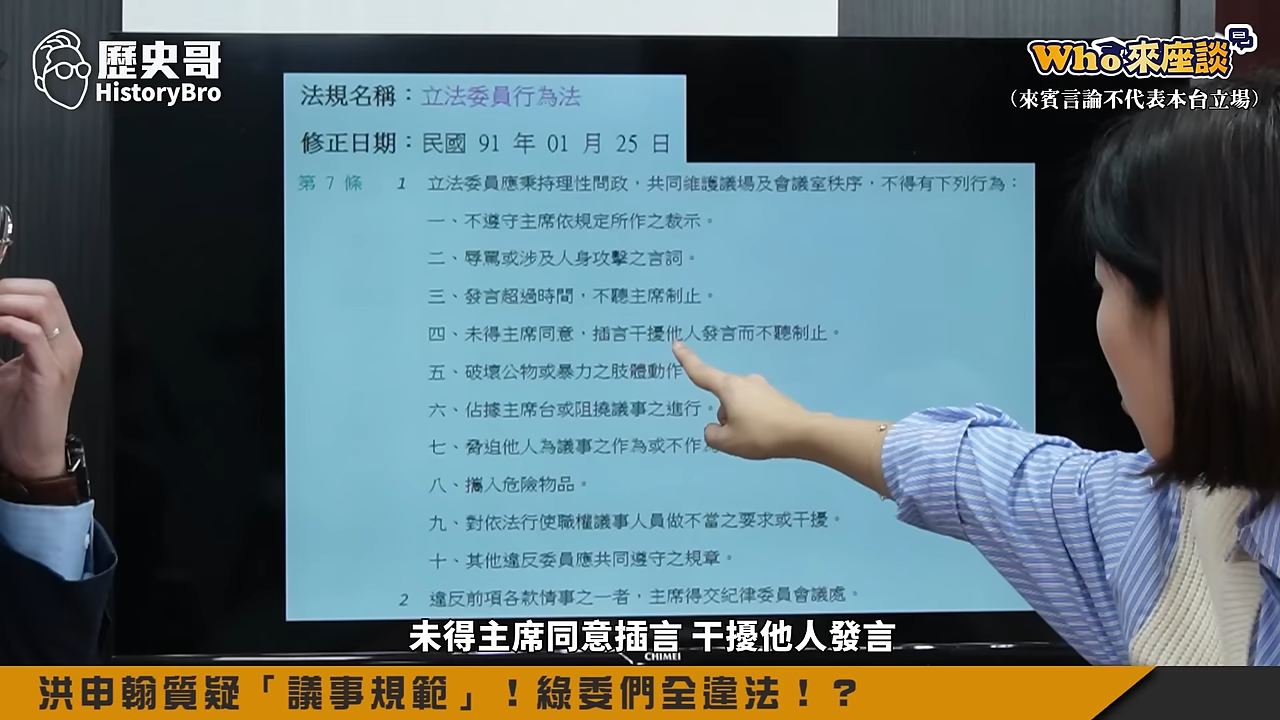 歷史哥
HistoryBro
Who來座談
（來賓言論不代表本台立場）
法規名稱：立法委員行為法
修正日期：民國 91 年 01 月 25 日
第 7 條 1 立法委員應秉持理性問政，共同維護議場及會議室秩序，不得有下列行為：
一、不遵守主席依規定所作之裁示。
二、辱罵或涉及人身攻擊之言詞。
三、發言超過時間，不聽主席制止。
四、未得主席同意，插言干擾他人發言而不聽制止。
五、破壞公物或暴力之肢體動作
六、佔據主席台或阻撓議事之進行。
七、脅迫他人為議事之作為或不作
八、攜入危險物品。
九、對依法行使職權議事人員做不當之要求或干擾。
十、其他違反委員應共同遵守之規章。
2 違反前項各款情事之一者，主席得交紀律委員會議處。
未得主席同意插言 干擾他人發言
CHIMEI
洪申翰質疑「議事規範」！綠委們全違法！？